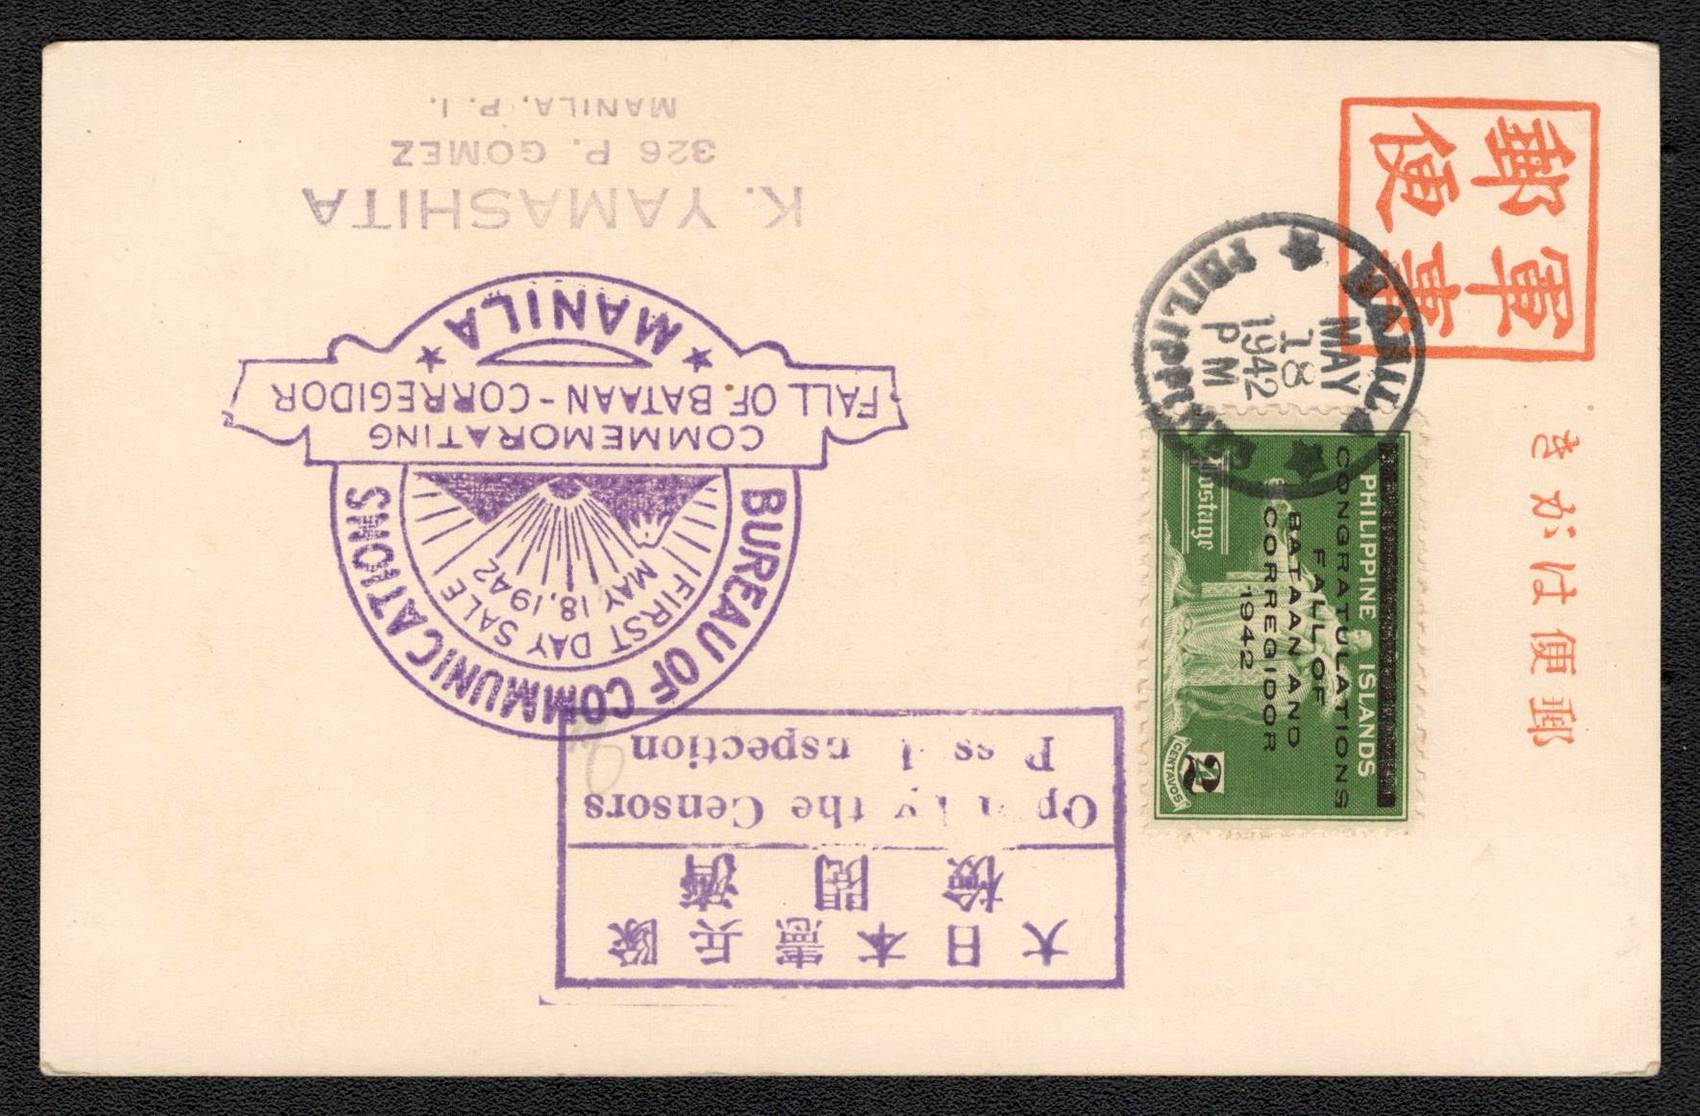 軍事
郵便
郵便はがき
MANILA
PHILIPPINES
MAY
18
1942
PM
PHILIPPINE ISLANDS
CONGRATULATIONS
FALL OF
BATAAN AND
CORREGIDOR
1942
Postage
2
CENTAVOS
大日本憲兵隊
檢閲濟
by the Censors
BUREAU OF COMMUNICATIONS
FIRST DAY SALE
MAY 18, 1942
COMMEMORATING
FALL OF BATAAN-CORREGIDOR
★ MANILA ★
K. YAMASHITA
326 P. GOMEZ
MANILA, P. I.